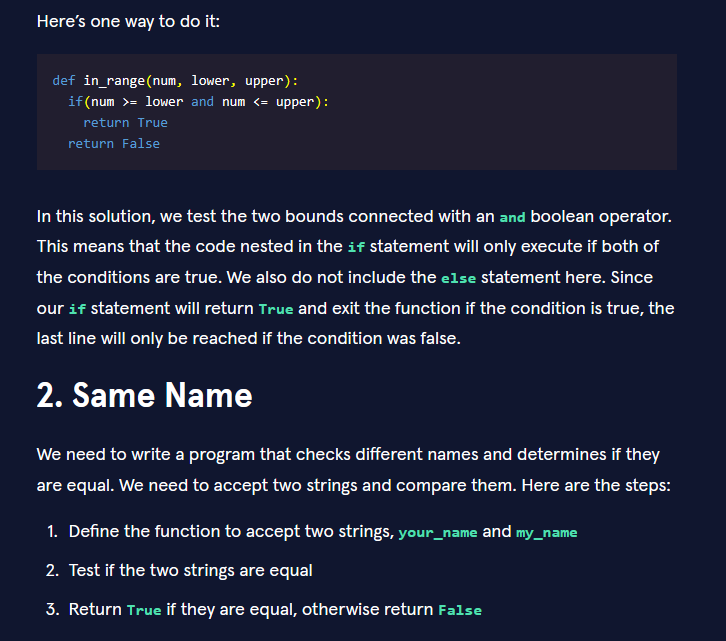 Here’s one way to do it:
def in_range(num, lower, upper):
  if(num >= lower and num <= upper):
    return True
  return False
In this solution, we test the two bounds connected with an and boolean operator.
This means that the code nested in the if statement will only execute if both of
the conditions are true. We also do not include the else statement here. Since
our if statement will return True and exit the function if the condition is true, the
last line will only be reached if the condition was false.
2. Same Name
We need to write a program that checks different names and determines if they
are equal. We need to accept two strings and compare them. Here are the steps:
1. Define the function to accept two strings, your_name and my_name
2. Test if the two strings are equal
3. Return True if they are equal, otherwise return False